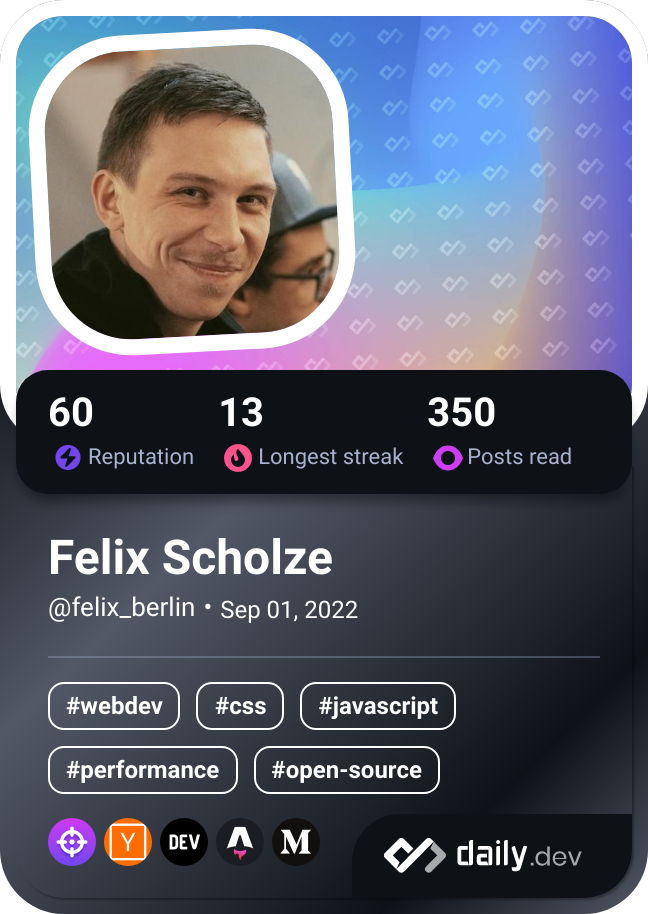 60 13 350
Reputation Longest streak Posts read
Felix Scholze
@felix_berlin • Sep 01, 2022
#webdev #css #javascript
#performance #open-source
Y DEV A M daily.dev